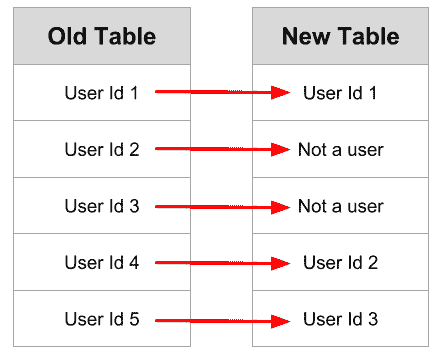 Old Table
New Table
User Id 1
User Id 1
User Id 2
Not a user
User Id 3
Not a user
User Id 4
User Id 2
User Id 5
User Id 3